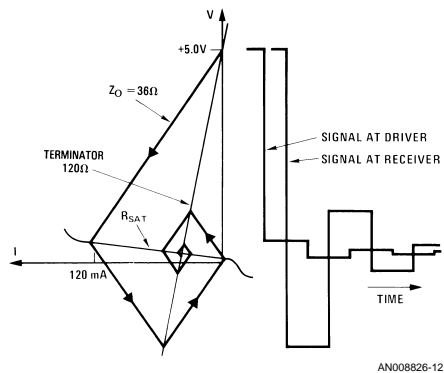 V
+5.0V
Z_O = 36Ω
TERMINATOR
120Ω
R_SAT
I
120 mA
SIGNAL AT DRIVER
SIGNAL AT RECEIVER
TIME
AN008826-12